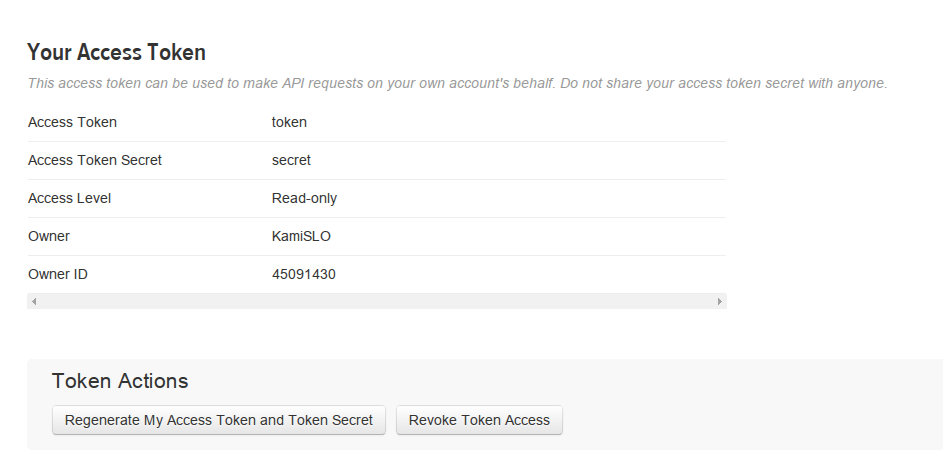 Your Access Token
This access token can be used to make API requests on your own account's behalf. Do not share your access token secret with anyone.
Access Token token
Access Token Secret secret
Access Level Read-only
Owner KamiSLO
Owner ID 45091430
Token Actions
Regenerate My Access Token and Token Secret Revoke Token Access